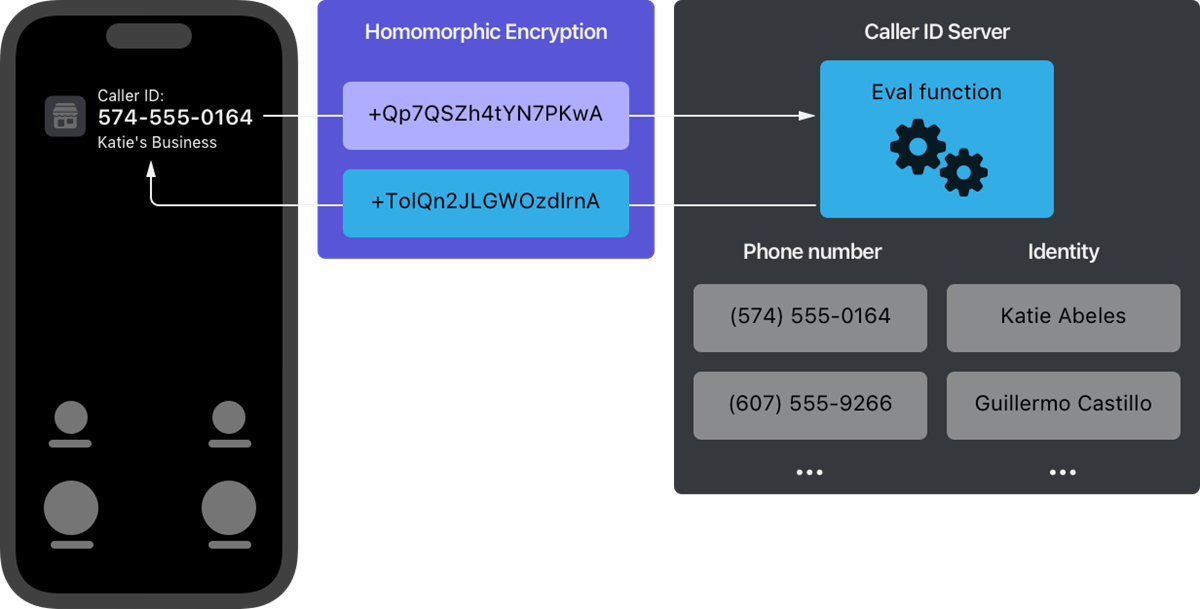 Caller ID:
574-555-0164
Katie's Business
Homomorphic Encryption
+Qp7QSZh4tYN7PKwA
+TolQn2JLGWOzdlrnA
Caller ID Server
Eval function
Phone number Identity
(574) 555-0164 Katie Abeles
(607) 555-9266 Guillermo Castillo
••• •••